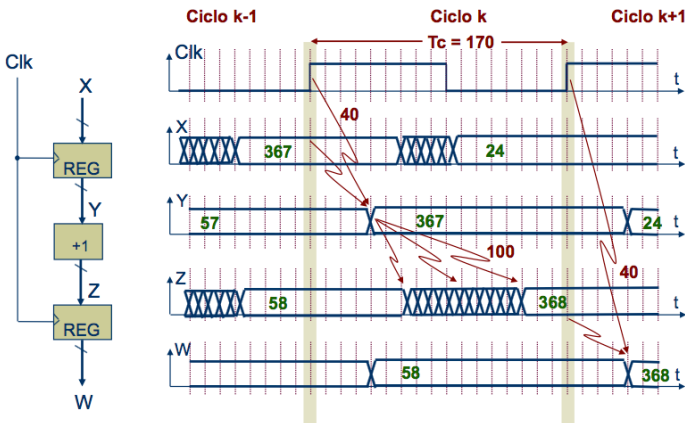 Ciclo k-1 Ciclo k Ciclo k+1
Tc = 170
Clk
X
REG
Y
+1
Z
REG
W
Clk t
40
X 367 24 t
Y 57 367 24 t
100
40
Z 58 368 t
W 58 368 t